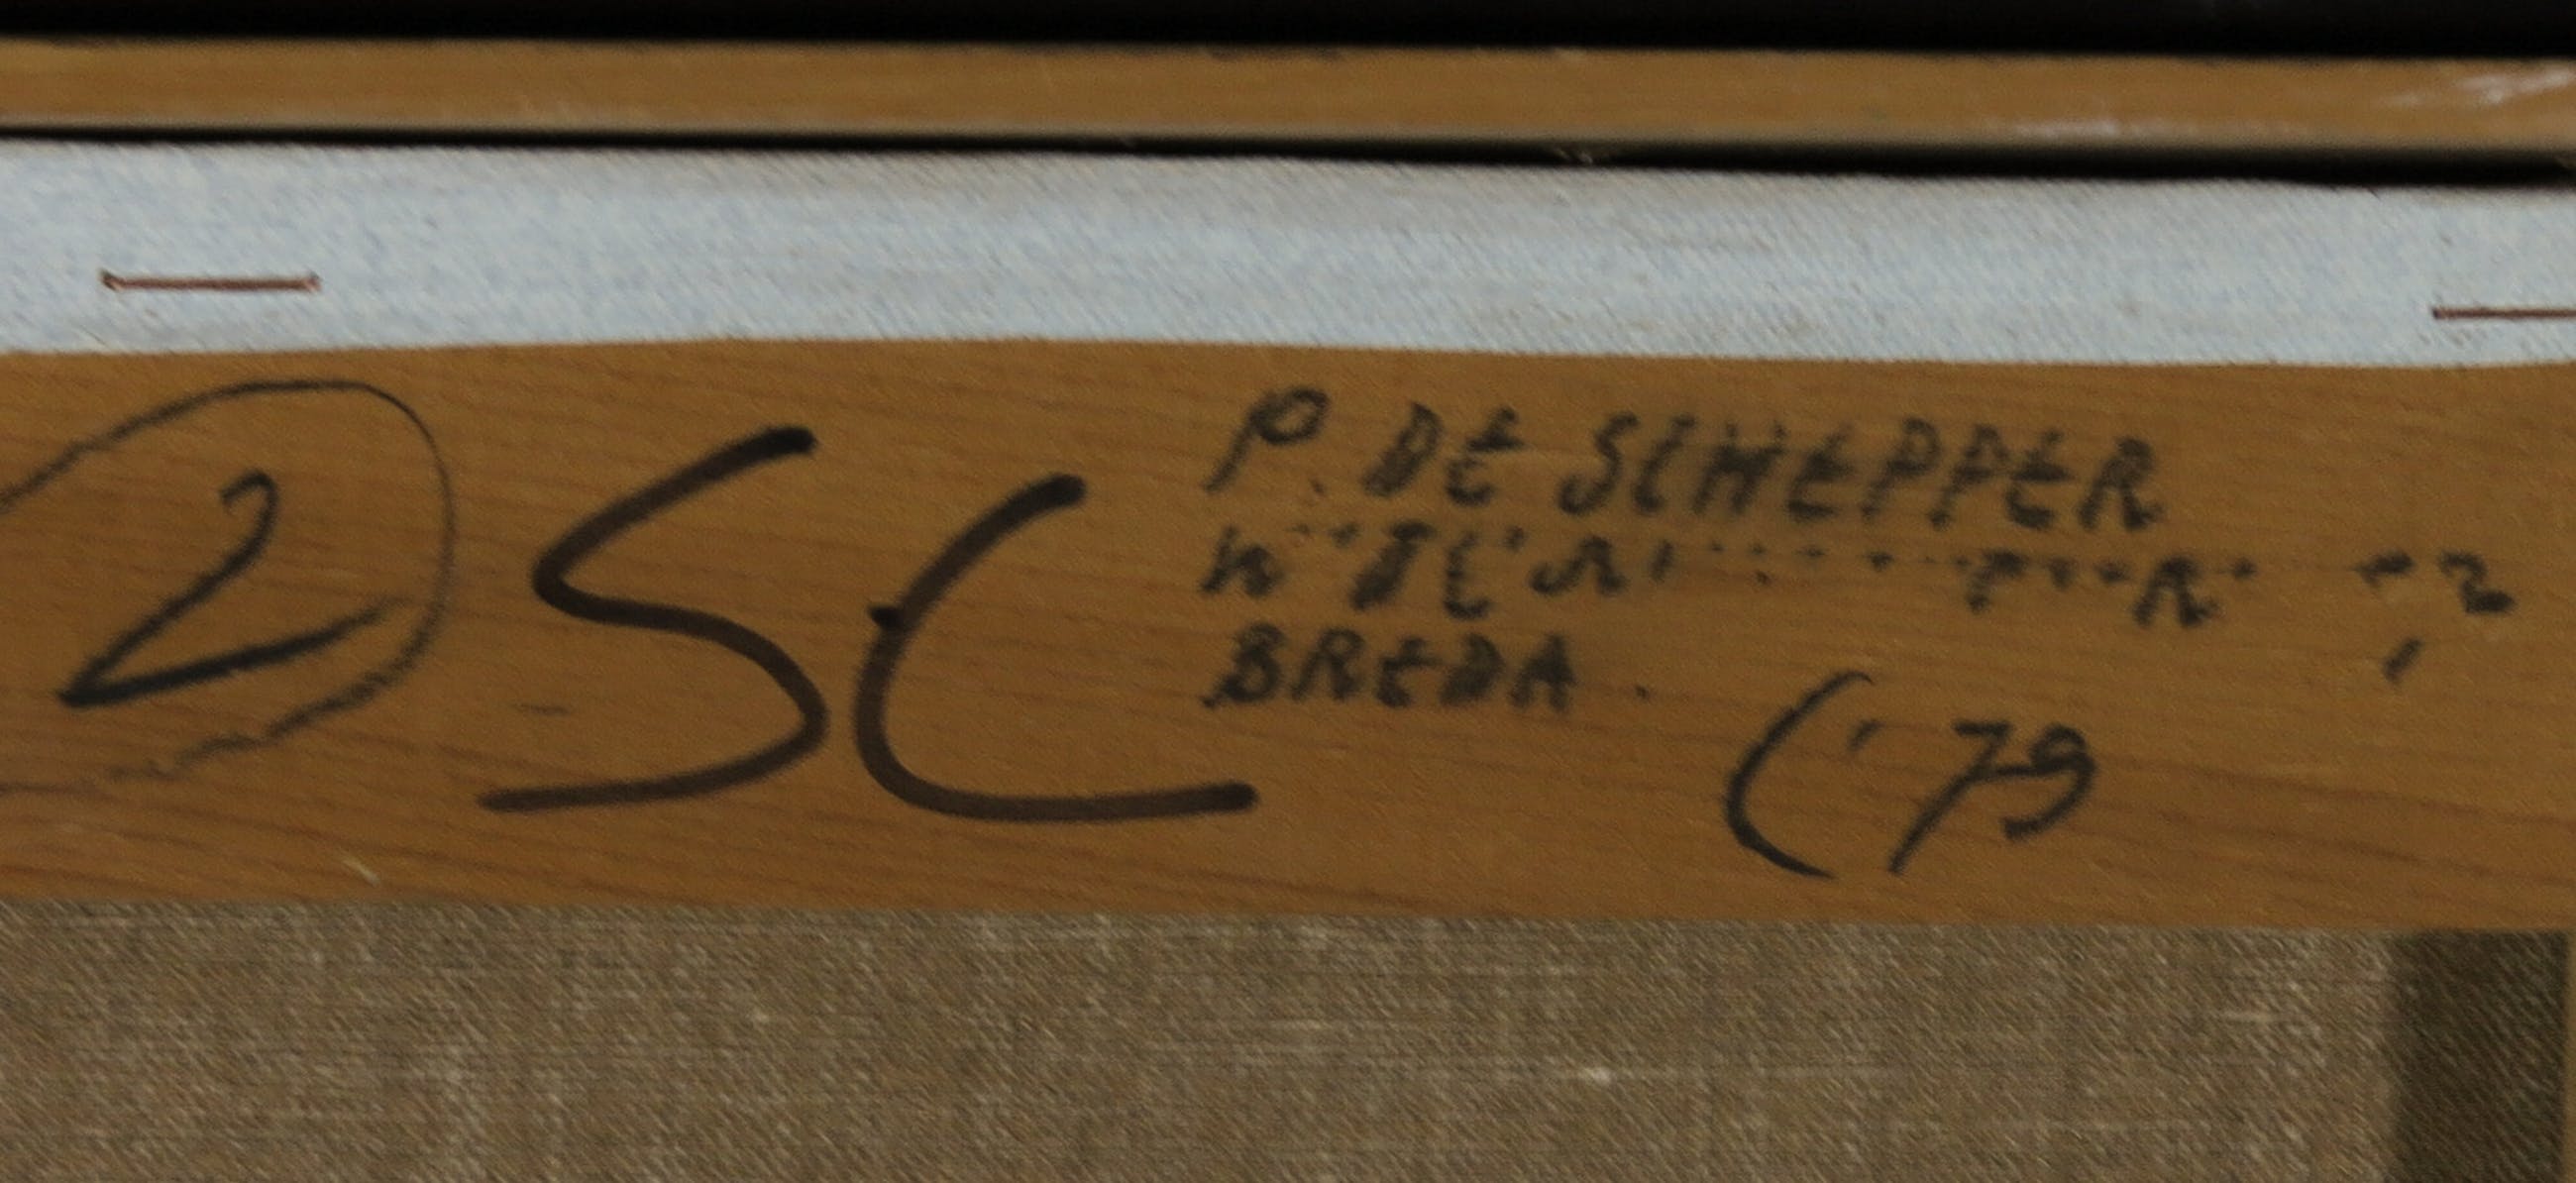 2
SC
P. DE SCHEPPER
BREDA.
('79